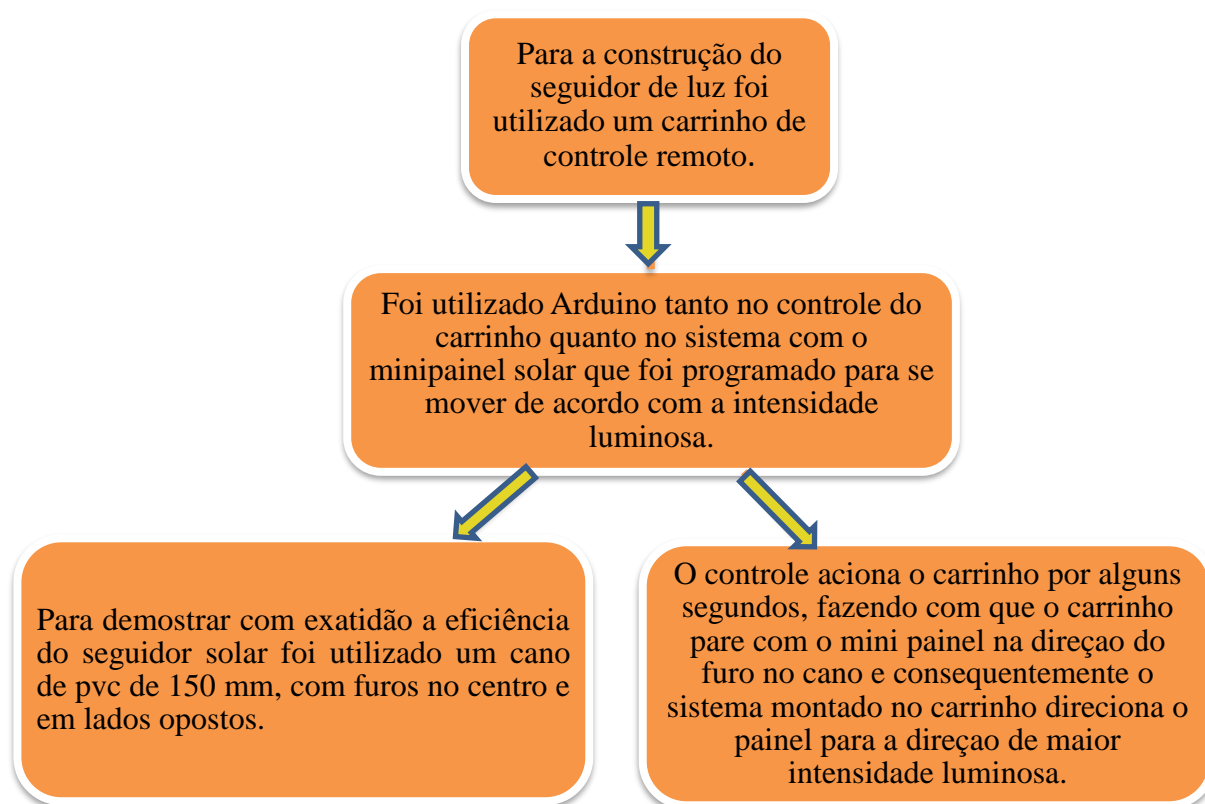 Para a construção do
seguidor de luz foi
utilizado um carrinho de
controle remoto.
Foi utilizado Arduino tanto no controle do
carrinho quanto no sistema com o
minipainel solar que foi programado para se
mover de acordo com a intensidade
luminosa.
Para demostrar com exatidão a eficiência
do seguidor solar foi utilizado um cano
de pvc de 150 mm, com furos no centro e
em lados opostos.
O controle aciona o carrinho por alguns
segundos, fazendo com que o carrinho
pare com o mini painel na direçao do
furo no cano e consequentemente o
sistema montado no carrinho direciona o
painel para a direçao de maior
intensidade luminosa.